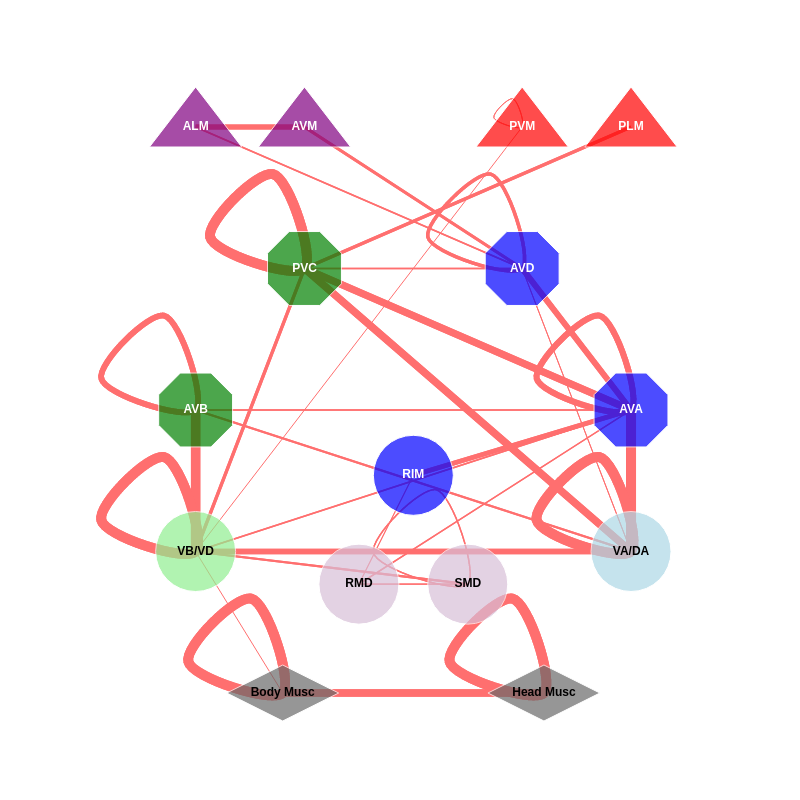 ALM
AVM
PVM
PLM
PVC
AVD
AVB
AVA
RIM
VB/VD
VA/DA
RMD
SMD
Body Musc
Head Musc